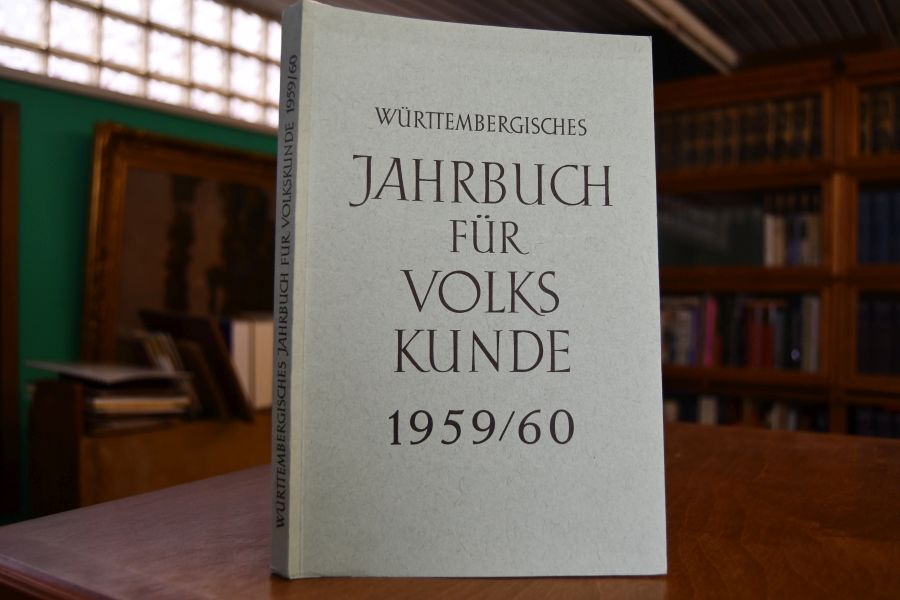 WÜRTTEMBERGISCHES
JAHRBUCH
FÜR
VOLKS
KUNDE
1959/60
WÜRTTEMBERGISCHES JAHRBUCH FÜR VOLKSKUNDE 1959/60